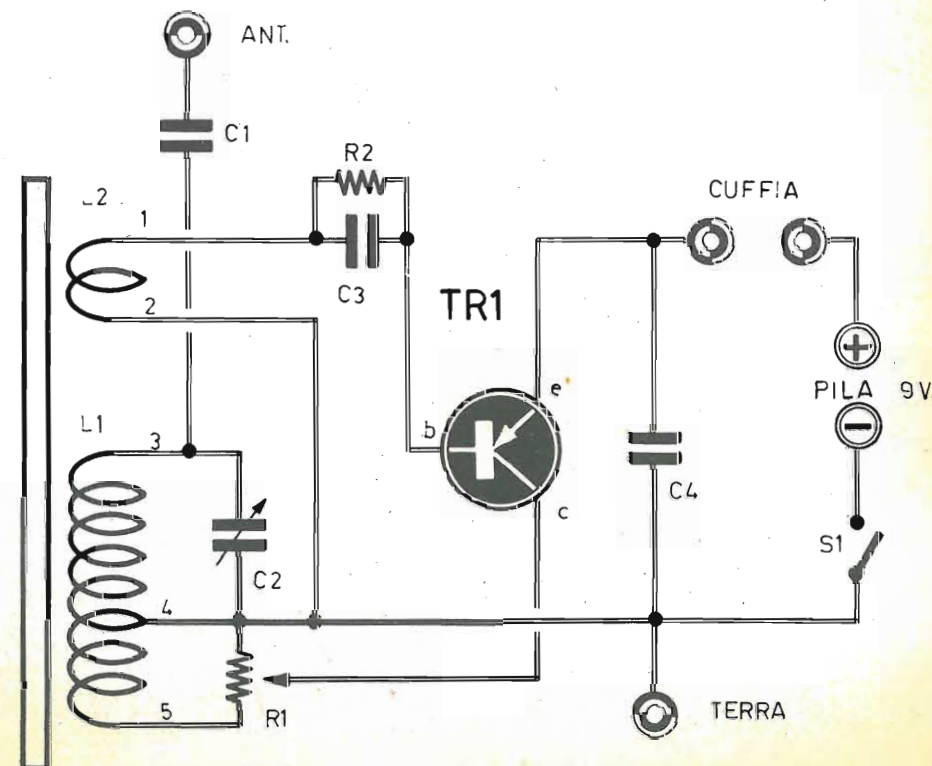 ANT.
C1
R2
CUFFIA
L2
1
C3
2
TR1
e
+
PILA 9V
b
-
L1
3
C4
c
S1
C2
4
5
R1
TERRA